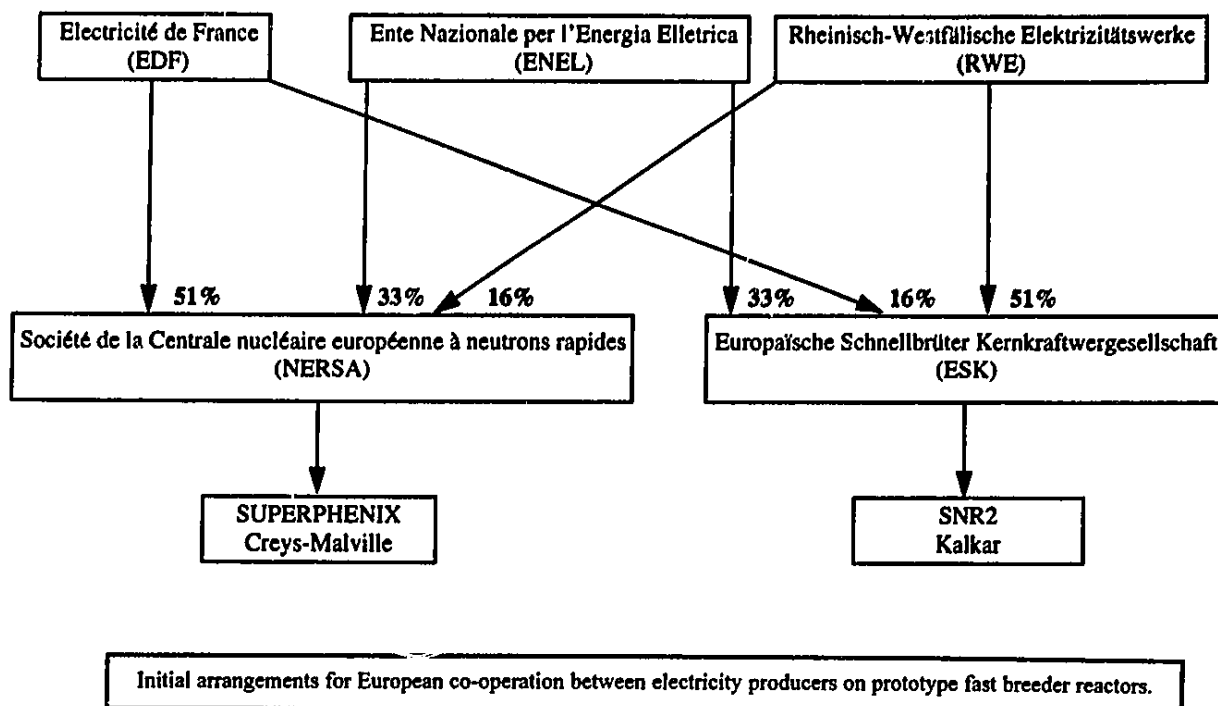 Electricité de France
(EDF)
Ente Nazionale per l'Energia Elletrica
(ENEL)
Rheinisch-Westfälische Elektrizitätswerke
(RWE)
51%
33%
16%
33%
16%
51%
Société de la Centrale nucléaire européenne à neutrons rapides
(NERSA)
Europaïsche Schnellbrüter Kernkraftwergesellschaft
(ESK)
SUPERPHENIX
Creys-Malville
SNR2
Kalkar
Initial arrangements for European co-operation between electricity producers on prototype fast breeder reactors.